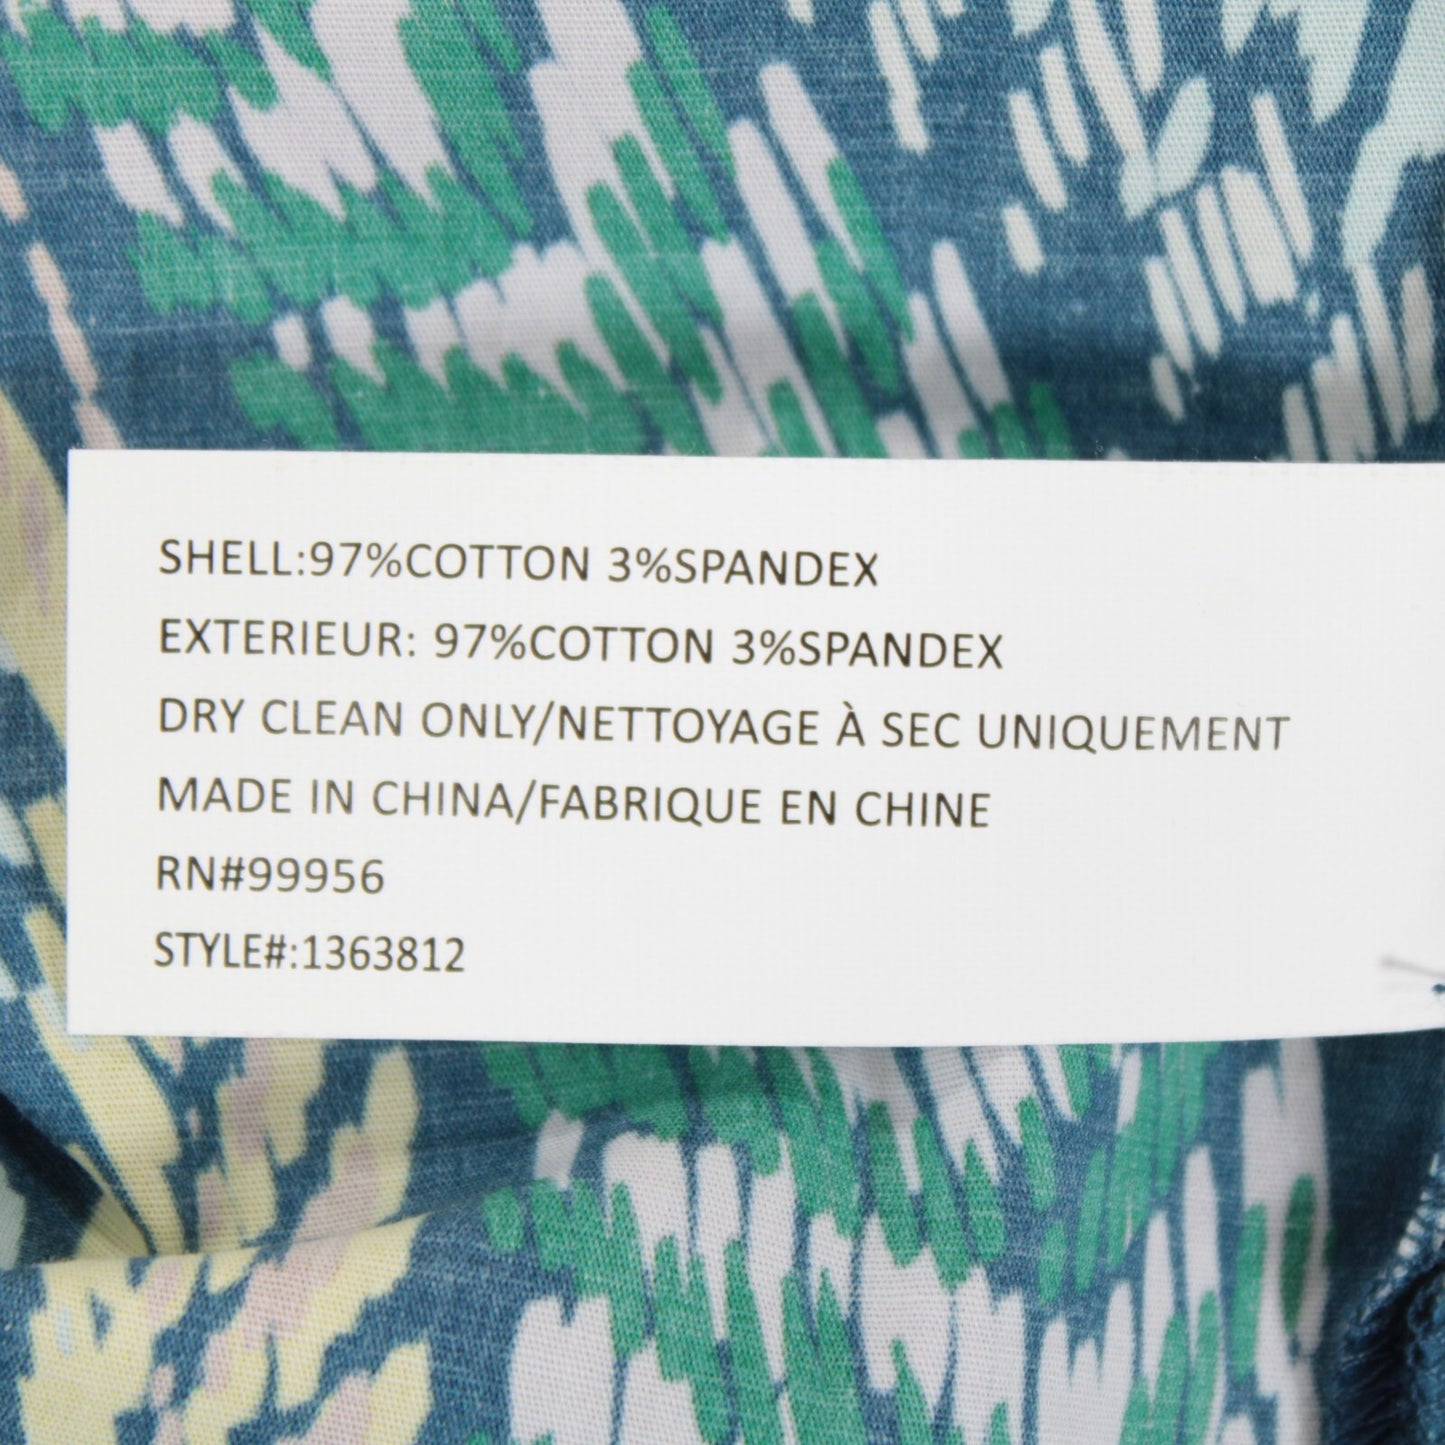 SHELL:97%COTTON 3%SPANDEX
EXTERIEUR: 97%COTTON 3%SPANDEX
DRY CLEAN ONLY/NETTOYAGE À SEC UNIQUEMENT
MADE IN CHINA/FABRIQUE EN CHINE
RN#99956
STYLE#:1363812